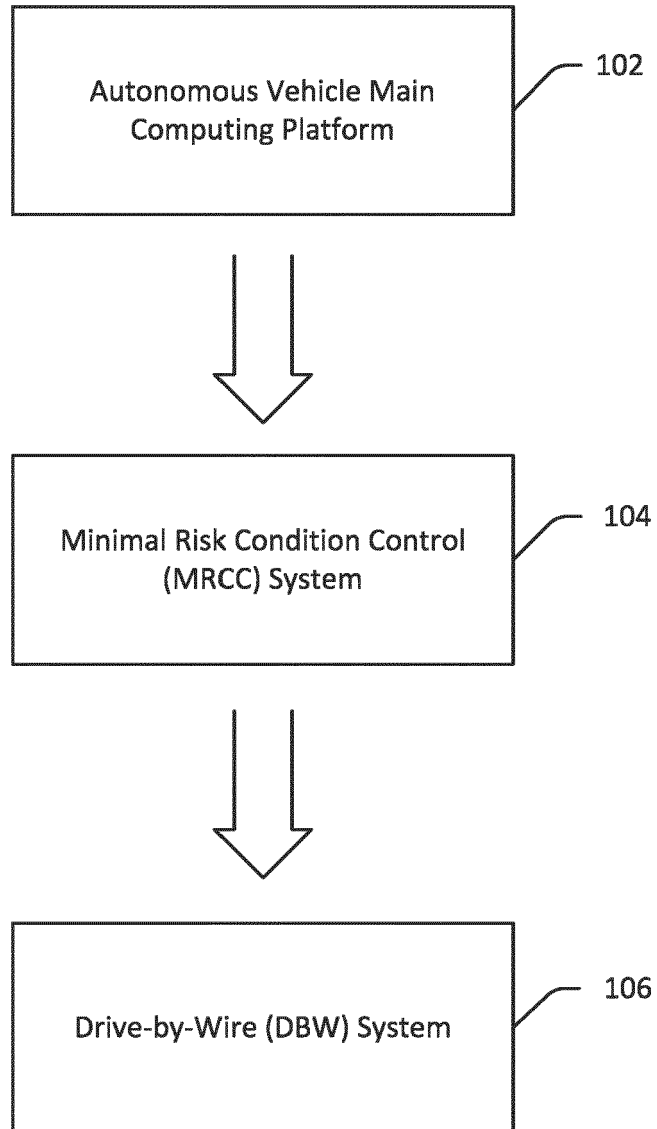 Autonomous Vehicle Main
Computing Platform
102
Minimal Risk Condition Control
(MRCC) System
104
Drive-by-Wire (DBW) System
106